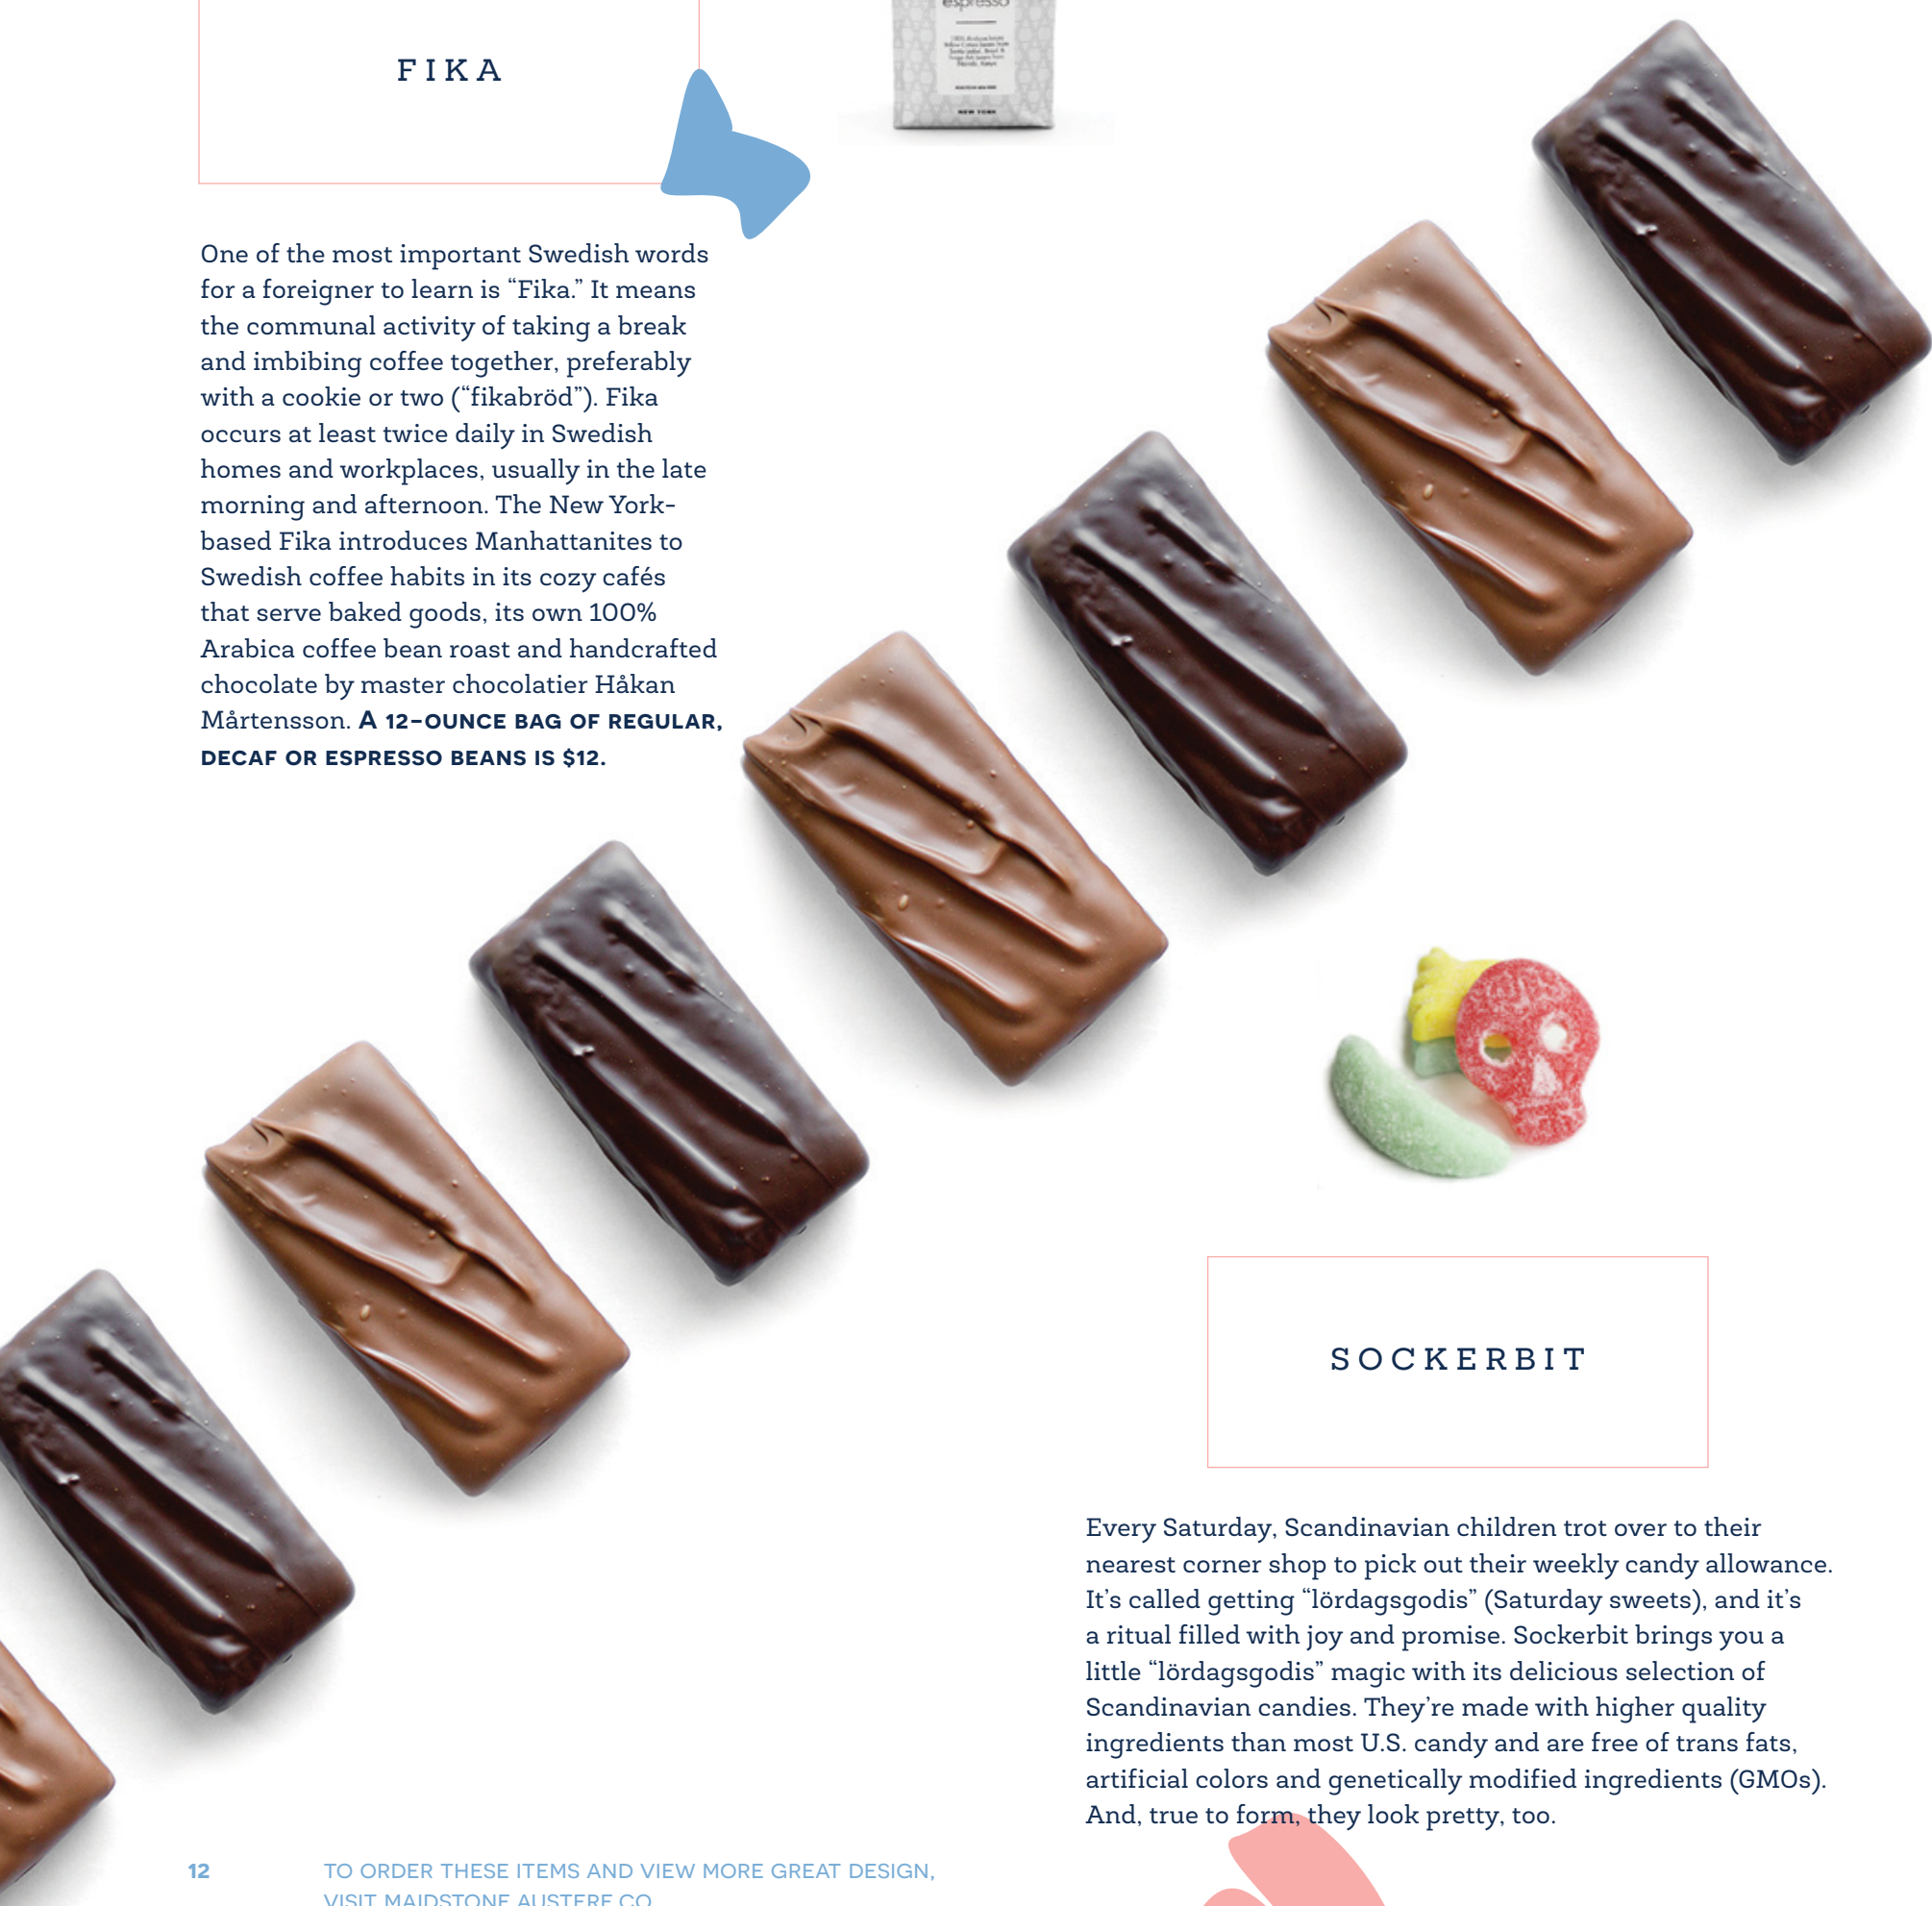 espresso
NEW YORK
FIKA
One of the most important Swedish words
for a foreigner to learn is “Fika.” It means
the communal activity of taking a break
and imbibing coffee together, preferably
with a cookie or two (“fikabröd”). Fika
occurs at least twice daily in Swedish
homes and workplaces, usually in the late
morning and afternoon. The New York-
based Fika introduces Manhattanites to
Swedish coffee habits in its cozy cafés
that serve baked goods, its own 100%
Arabica coffee bean roast and handcrafted
chocolate by master chocolatier Håkan
Mårtensson. A 12-OUNCE BAG OF REGULAR,
DECAF OR ESPRESSO BEANS IS $12.
SOCKERBIT
Every Saturday, Scandinavian children trot over to their
nearest corner shop to pick out their weekly candy allowance.
It’s called getting “lördagsgodis” (Saturday sweets), and it’s
a ritual filled with joy and promise. Sockerbit brings you a
little “lördagsgodis” magic with its delicious selection of
Scandinavian candies. They’re made with higher quality
ingredients than most U.S. candy and are free of trans fats,
artificial colors and genetically modified ingredients (GMOs).
And, true to form, they look pretty, too.
12
TO ORDER THESE ITEMS AND VIEW MORE GREAT DESIGN,
VISIT MAIDSTONE AUSTERE.CO